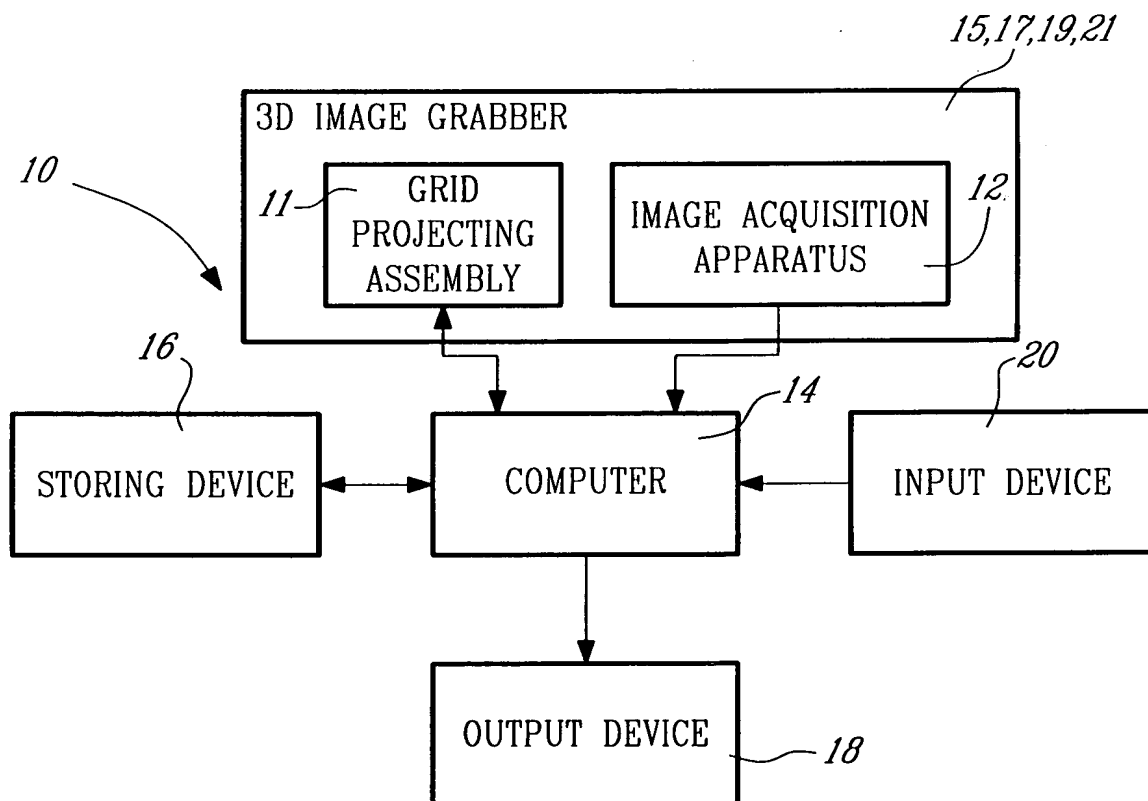 15,17,19,21
3D IMAGE GRABBER
10
11
GRID
PROJECTING
ASSEMBLY
IMAGE ACQUISITION
APPARATUS
12
16
14
20
STORING DEVICE
COMPUTER
INPUT DEVICE
OUTPUT DEVICE
18